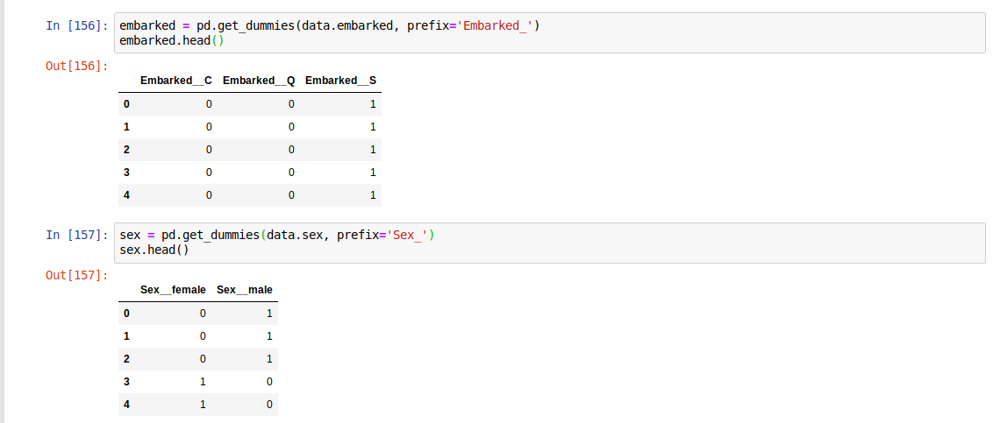 In [156]: embarked = pd.get_dummies(data.embarked, prefix='Embarked_')
embarked.head()
Out[156]:
Embarked__C Embarked__Q Embarked__S
0 0 0 1
1 0 0 1
2 0 0 1
3 0 0 1
4 0 0 1
In [157]: sex = pd.get_dummies(data.sex, prefix='Sex_')
sex.head()
Out[157]:
Sex__female Sex__male
0 0 1
1 0 1
2 0 1
3 1 0
4 1 0